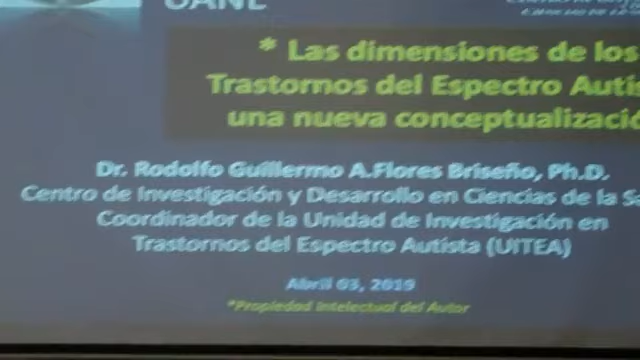 UANL
* Las dimensiones de los
Trastornos del Espectro Autis
una nueva conceptualizació
Dr. Rodolfo Guillermo A.Flores Briseño, Ph.D.
Centro de Investigación y Desarrollo en Ciencias de la Sa
Coordinador de la Unidad de Investigación en
Trastornos del Espectro Autista (UITEA)
Abril 03, 2019
*Propiedad Intelectual del Autor